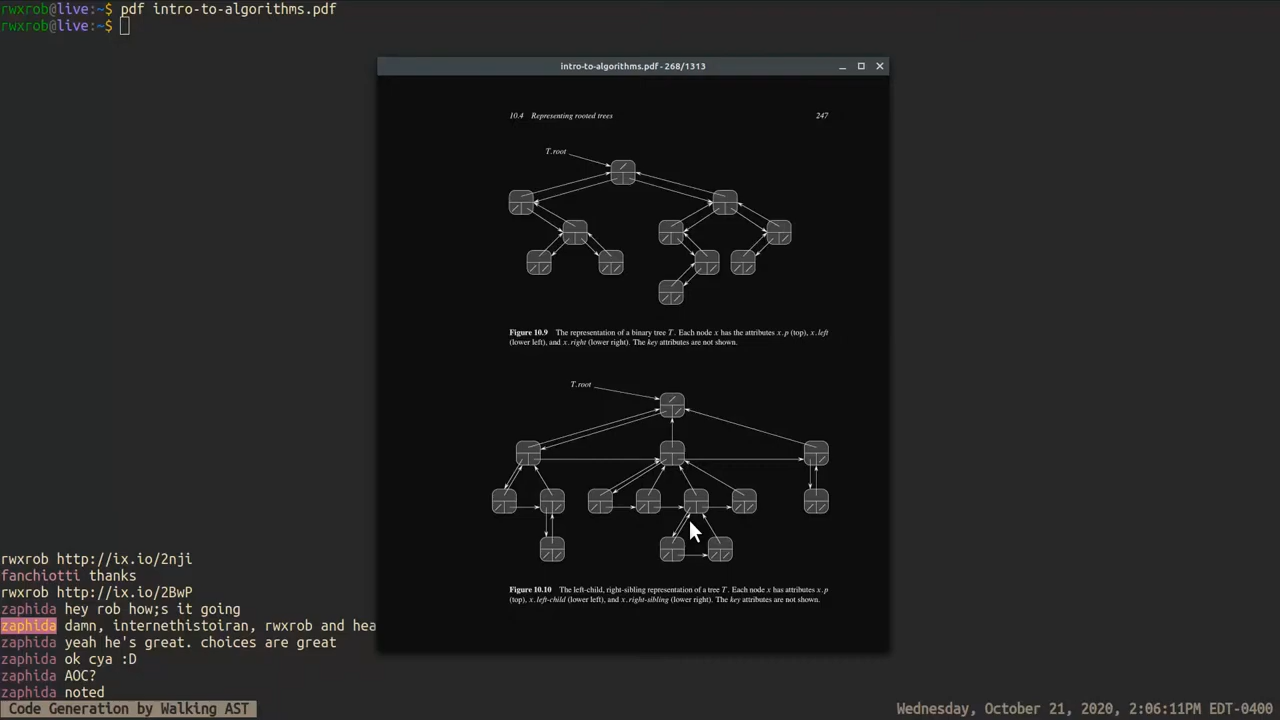 rwxrob@live:~$ pdf intro-to-algorithms.pdf
rwxrob@live:~$
intro-to-algorithms.pdf - 268/1313
10.4 Representing rooted trees 247
T.root
Figure 10.9 The representation of a binary tree T. Each node x has the attributes x.p (top), x.left
(lower left), and x.right (lower right). The key attributes are not shown.
T.root
Figure 10.10 The left-child, right-sibling representation of a tree T. Each node x has attributes x.p
(top), x.left-child (lower left), and x.right-sibling (lower right). The key attributes are not shown.
rwxrob http://ix.io/2nji
fanchiotti thanks
rwxrob http://ix.io/2BwP
zaphida hey rob how;s it going
zaphida damn, internethistoiran, rwxrob and hea
zaphida yeah he's great. choices are great
zaphida ok cya :D
zaphida AOC?
zaphida noted
Code Generation by Walking AST
Wednesday, October 21, 2020, 2:06:11PM EDT-0400